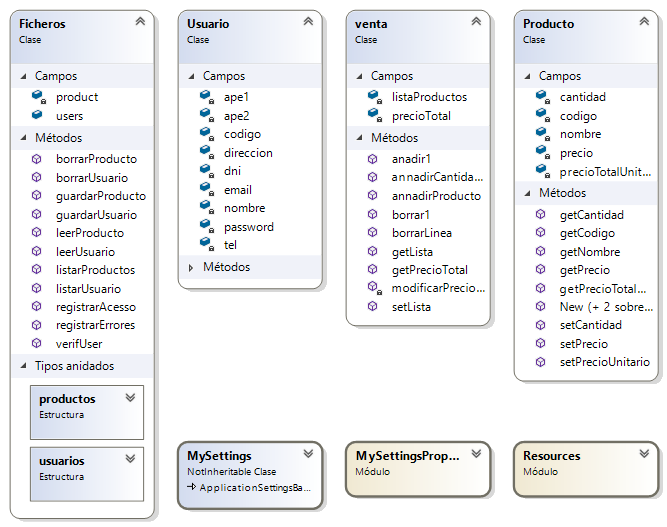 Ficheros
Clase
Campos
product
users
Métodos
borrarProducto
borrarUsuario
guardarProducto
guardarUsuario
leerProducto
leerUsuario
listarProductos
listarUsuario
registrarAcesso
registrarErrores
verifUser
Tipos anidados
productos
Estructura
usuarios
Estructura
Usuario
Clase
Campos
ape1
ape2
codigo
direccion
dni
email
nombre
password
tel
Métodos
venta
Clase
Campos
listaProductos
precioTotal
Métodos
anadir1
annadirCantida...
annadirProducto
borrar1
borrarLinea
getLista
getPrecioTotal
modificarPrecio...
setLista
Producto
Clase
Campos
cantidad
codigo
nombre
precio
precioTotalUnit...
Métodos
getCantidad
getCodigo
getNombre
getPrecio
getPrecioTotal...
New (+ 2 sobre...
setCantidad
setPrecio
setPrecioUnitario
MySettings
NotInheritable Clase
ApplicationSettingsBa...
MySettingsProp...
Módulo
Resources
Módulo